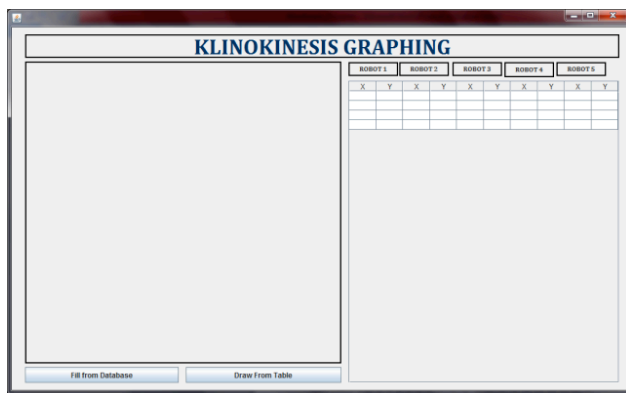 KLINOKINESIS GRAPHING
ROBOT 1 ROBOT 2 ROBOT 3 ROBOT 4 ROBOT 5
X Y X Y X Y X Y X Y
Fill from Database Draw From Table